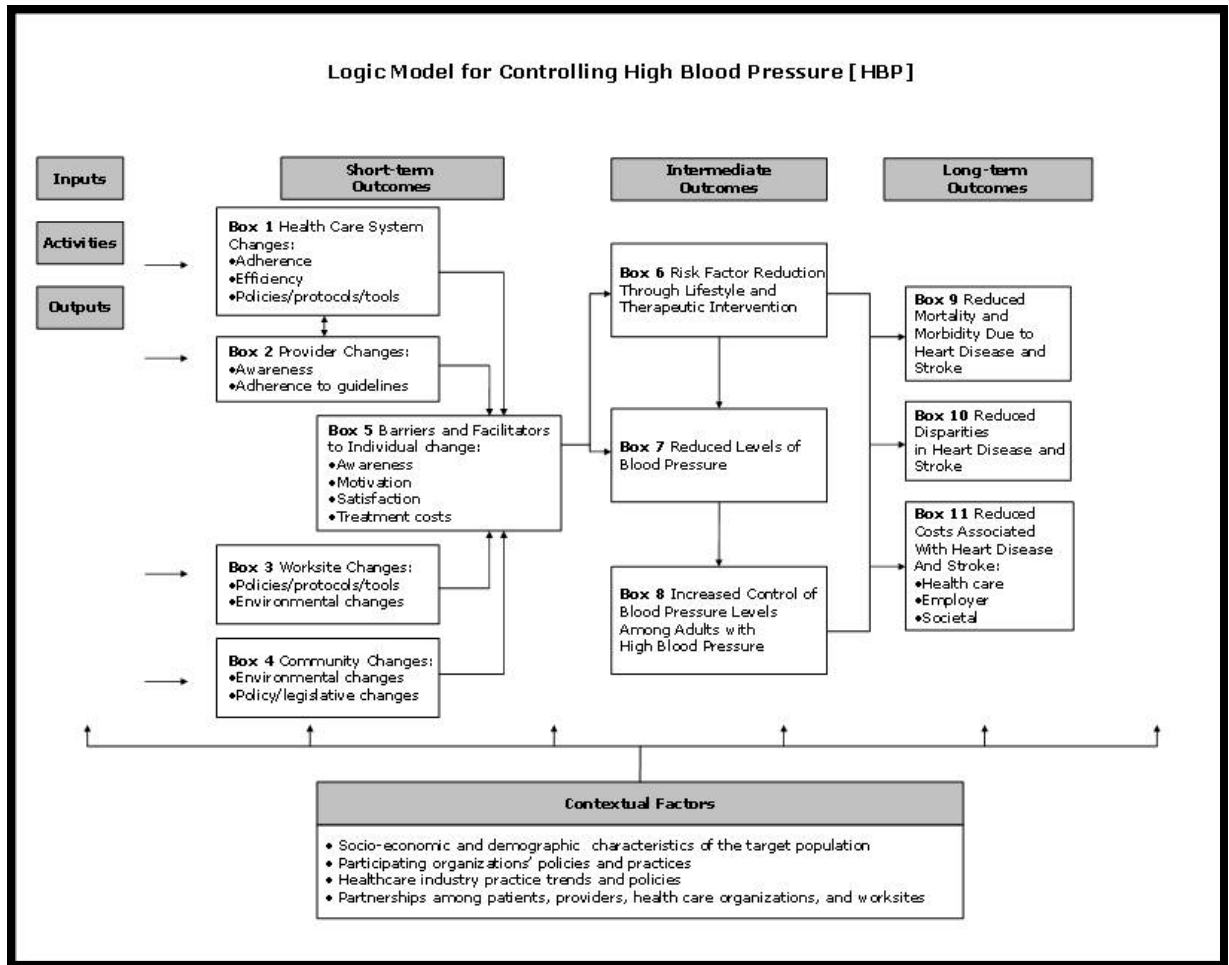 Logic Model for Controlling High Blood Pressure [HBP]
Inputs
Activities
Outputs
Short-term
Outcomes
Intermediate
Outcomes
Long-term
Outcomes
Box 1 Health Care System
Changes:
•Adherence
•Efficiency
•Policies/protocols/tools
Box 2 Provider Changes:
•Awareness
•Adherence to guidelines
Box 5 Barriers and Facilitators
to Individual change:
•Awareness
•Motivation
•Satisfaction
•Treatment costs
Box 3 Worksite Changes:
•Policies/protocols/tools
•Environmental changes
Box 4 Community Changes:
•Environmental changes
•Policy/legislative changes
Box 6 Risk Factor Reduction
Through Lifestyle and
Therapeutic Intervention
Box 7 Reduced Levels of
Blood Pressure
Box 8 Increased Control of
Blood Pressure Levels
Among Adults with
High Blood Pressure
Box 9 Reduced
Mortality and
Morbidity Due to
Heart Disease and
Stroke
Box 10 Reduced
Disparities
in Heart Disease and
Stroke
Box 11 Reduced
Costs Associated
With Heart Disease
And Stroke:
•Health care
•Employer
•Societal
Contextual Factors
• Socio-economic and demographic characteristics of the target population
• Participating organizations' policies and practices
• Healthcare industry practice trends and policies
• Partnerships among patients, providers, health care organizations, and worksites